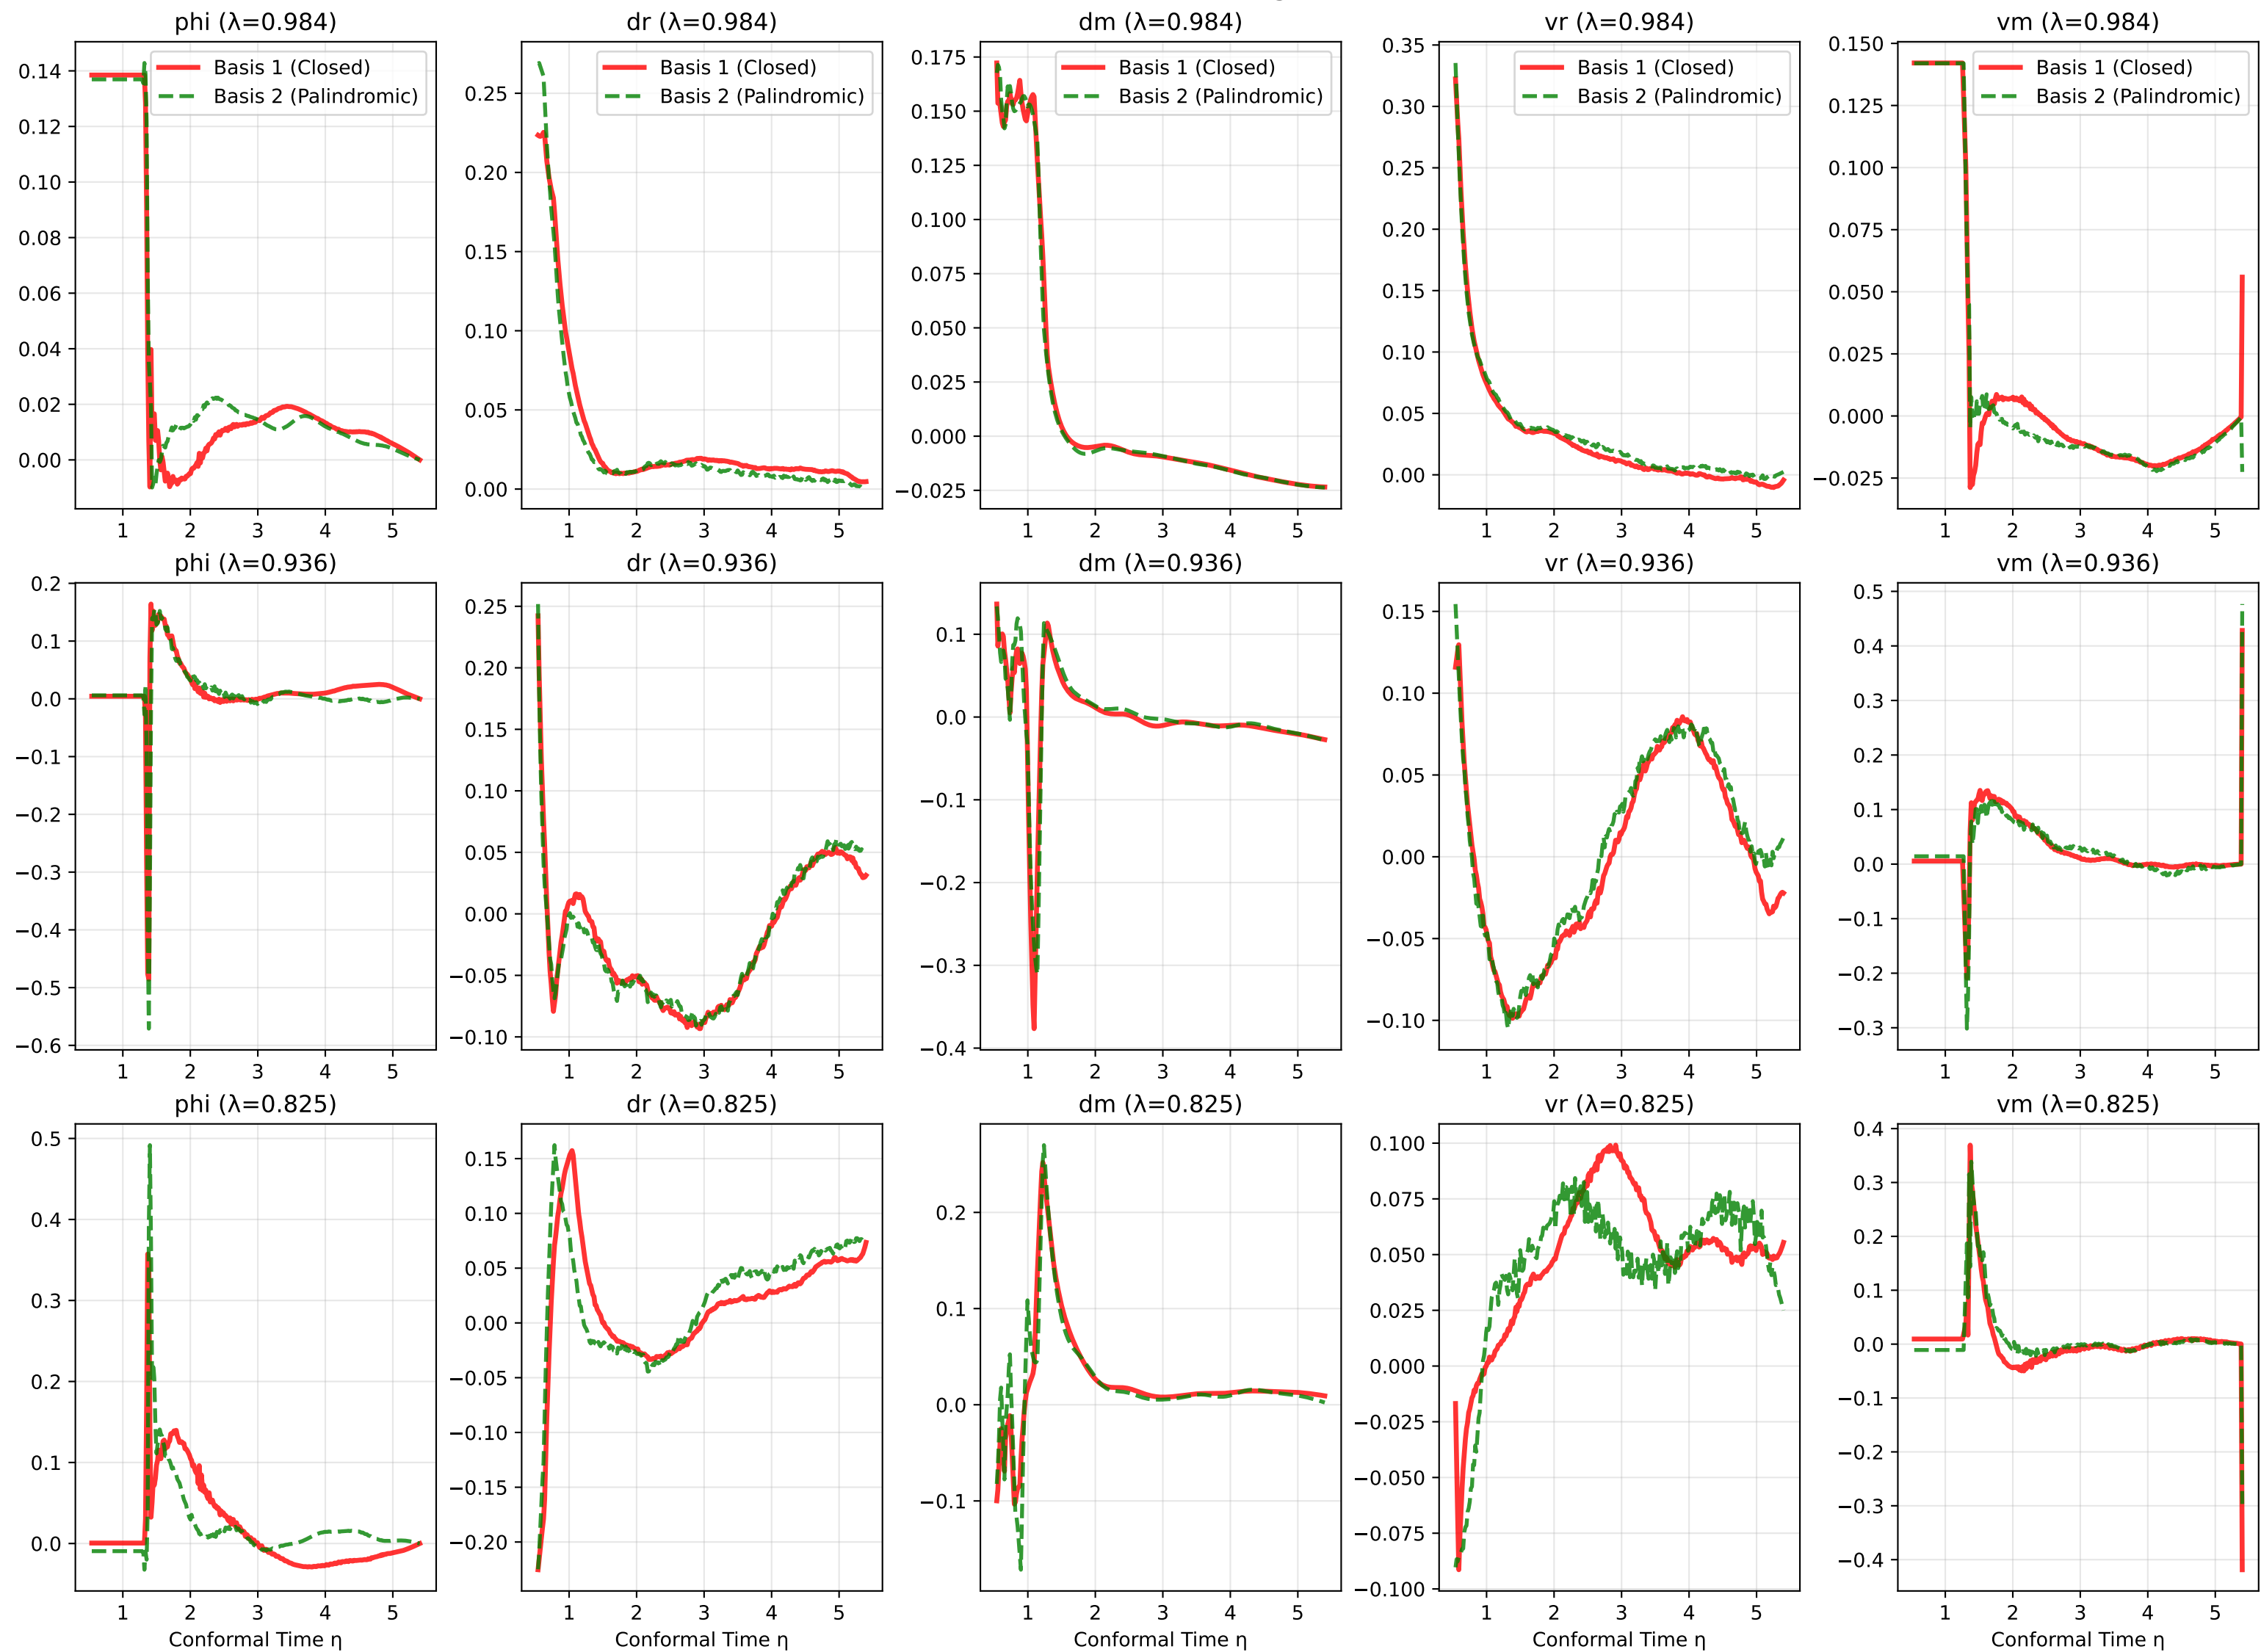 phi (λ=0.984)
dr (λ=0.984)
dm (λ=0.984)
vr (λ=0.984)
vm (λ=0.984)
Basis 1 (Closed)
Basis 2 (Palindromic)
Basis 1 (Closed)
Basis 2 (Palindromic)
Basis 1 (Closed)
Basis 2 (Palindromic)
Basis 1 (Closed)
Basis 2 (Palindromic)
Basis 1 (Closed)
Basis 2 (Palindromic)
0.14
0.12
0.10
0.08
0.06
0.04
0.02
0.00
1 2 3 4 5
0.25
0.20
0.15
0.10
0.05
0.00
1 2 3 4 5
0.175
0.150
0.125
0.100
0.075
0.050
0.025
0.000
−0.025
1 2 3 4 5
0.35
0.30
0.25
0.20
0.15
0.10
0.05
0.00
1 2 3 4 5
0.150
0.125
0.100
0.075
0.050
0.025
0.000
−0.025
1 2 3 4 5
phi (λ=0.936)
dr (λ=0.936)
dm (λ=0.936)
vr (λ=0.936)
vm (λ=0.936)
0.2
0.1
0.0
−0.1
−0.2
−0.3
−0.4
−0.5
−0.6
1 2 3 4 5
0.25
0.20
0.15
0.10
0.05
0.00
−0.05
−0.10
1 2 3 4 5
0.1
0.0
−0.1
−0.2
−0.3
−0.4
1 2 3 4 5
0.15
0.10
0.05
0.00
−0.05
−0.10
1 2 3 4 5
0.5
0.4
0.3
0.2
0.1
0.0
−0.1
−0.2
−0.3
1 2 3 4 5
phi (λ=0.825)
dr (λ=0.825)
dm (λ=0.825)
vr (λ=0.825)
vm (λ=0.825)
0.5
0.4
0.3
0.2
0.1
0.0
1 2 3 4 5
Conformal Time η
0.15
0.10
0.05
0.00
−0.05
−0.10
−0.15
−0.20
1 2 3 4 5
Conformal Time η
0.2
0.1
0.0
−0.1
1 2 3 4 5
Conformal Time η
0.100
0.075
0.050
0.025
0.000
−0.025
−0.050
−0.075
−0.100
1 2 3 4 5
Conformal Time η
0.4
0.3
0.2
0.1
0.0
−0.1
−0.2
−0.3
−0.4
1 2 3 4 5
Conformal Time η